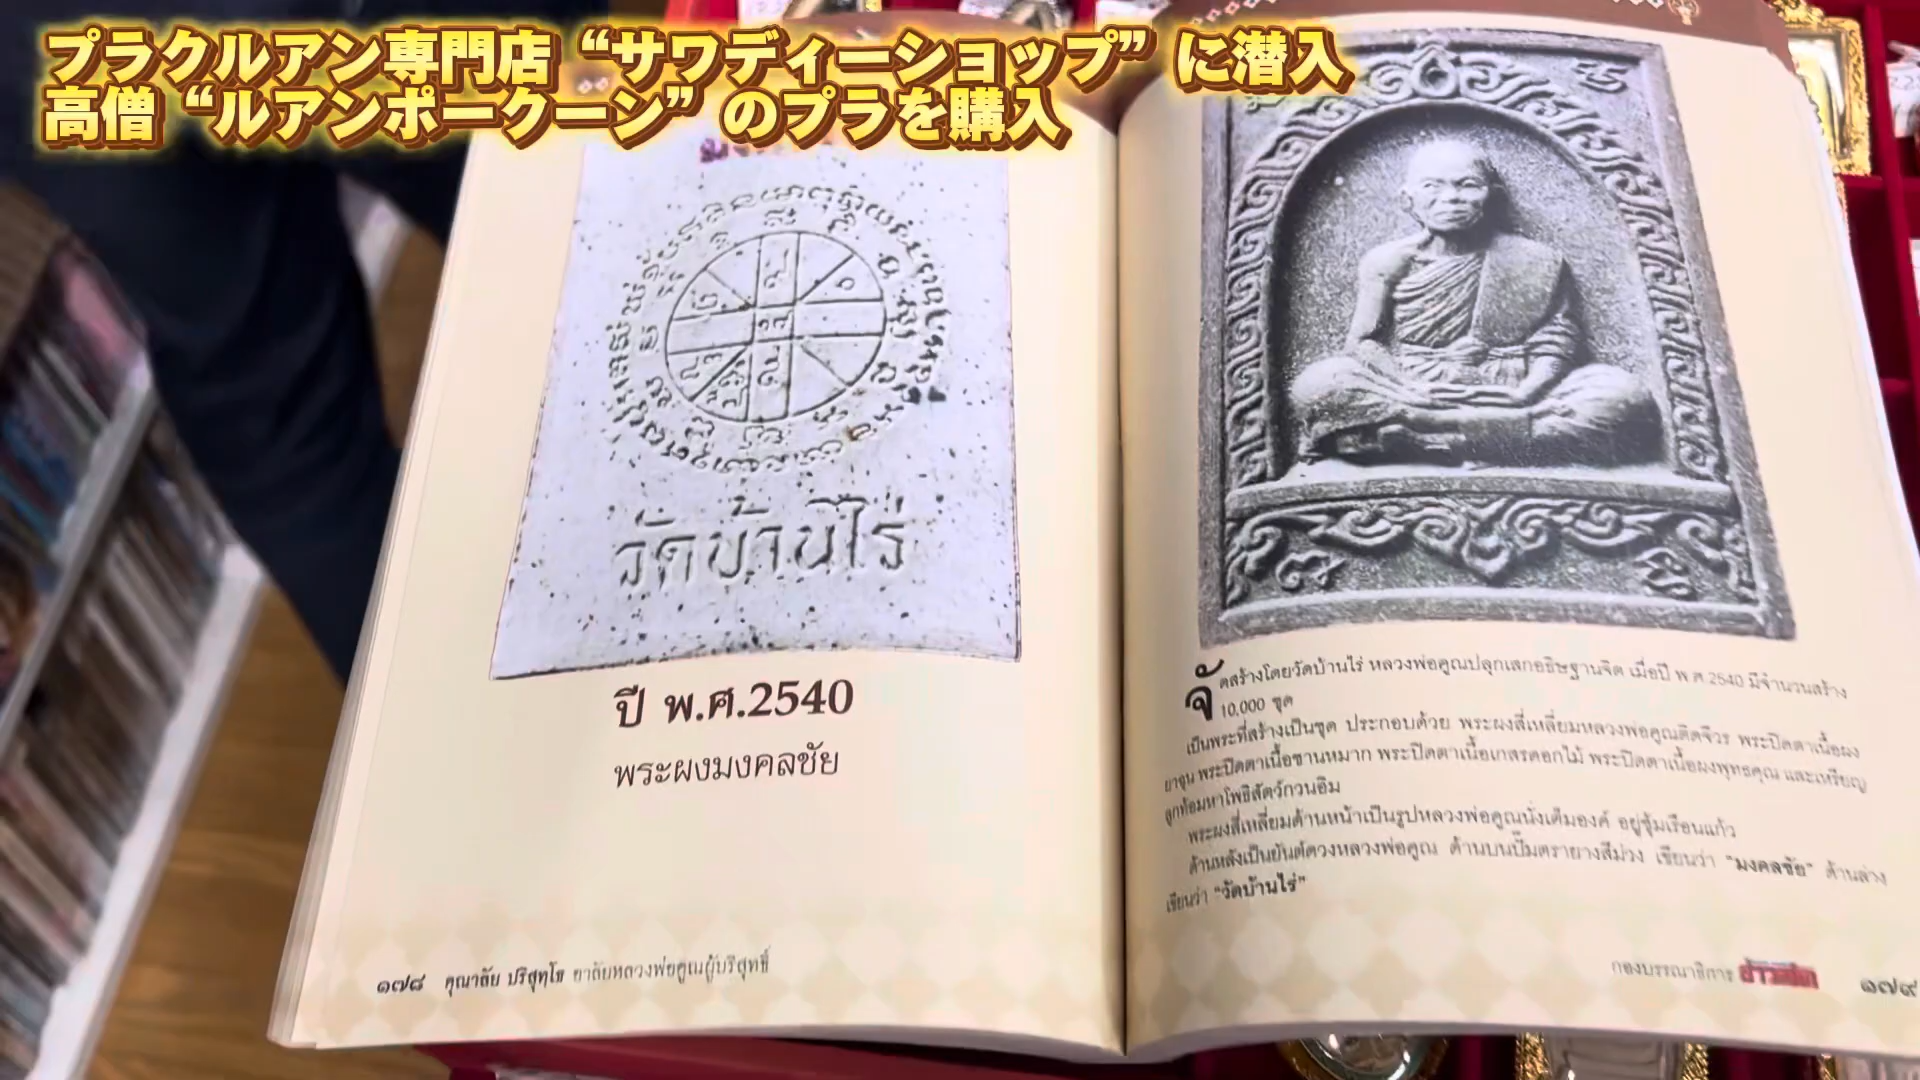 プラクルアン専門店“サワディーショップ”に潜入
高僧“ルアンポークーン”のプラを購入
วัดบ้านไร่
ปี พ.ศ.2540
พระผงมงคลชัย
๑๗๘ คุณาลัย ปริสุทฺโธ อาลัยหลวงพ่อคูณผู้บริสุทธิ์
จัดสร้างโดยวัดบ้านไร่ หลวงพ่อคูณปลุกเสกอธิษฐานจิต เมื่อปี พ.ศ.2540 มีจำนวนสร้าง
10,000 ชุด
เป็นพระที่สร้างเป็นชุด ประกอบด้วย พระผงสี่เหลี่ยมหลวงพ่อคูณติดจีวร พระปิดตาเนื้อผง
ยาจุน พระปิดตาเนื้อชานหมาก พระปิดตาเนื้อเกสรดอกไม้ พระปิดตาเนื้อผงพุทธคุณ และเหรียญ
ลูกท้อมหาโพธิสัตว์กวนอิม
พระผงสี่เหลี่ยมด้านหน้าเป็นรูปหลวงพ่อคูณนั่งเต็มองค์ อยู่ซุ้มเรือนแก้ว
ด้านหลังเป็นยันต์ดวงหลวงพ่อคูณ ด้านบนปั๊มตรายางสีม่วง เขียนว่า "มงคลชัย" ด้านล่าง
เขียนว่า "วัดบ้านไร่"
กองบรรณาธิการ ข่าวสด ๑๗๙